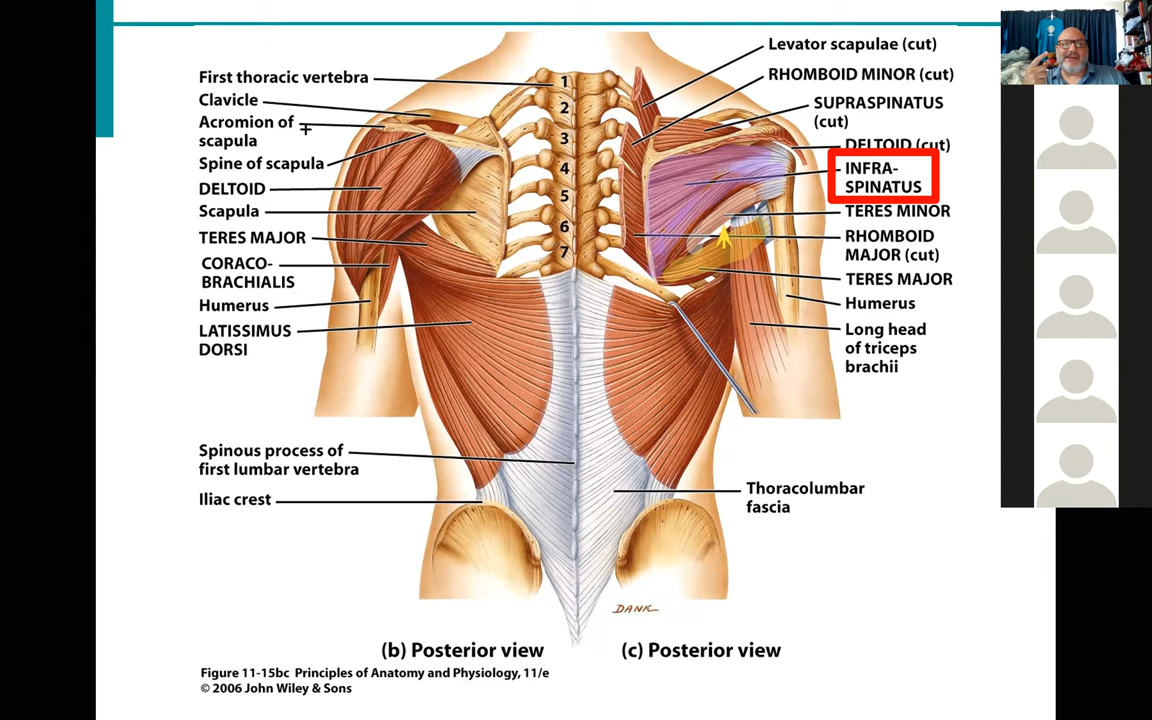 First thoracic vertebra
Clavicle
Acromion of
scapula
Spine of scapula
DELTOID
Scapula
TERES MAJOR
CORACO-
BRACHIALIS
Humerus
LATISSIMUS
DORSI
Spinous process of
first lumbar vertebra
Iliac crest
1
2
3
4
5
6
7
Levator scapulae (cut)
RHOMBOID MINOR (cut)
SUPRASPINATUS
(cut)
DELTOID (cut)
INFRA-
SPINATUS
TERES MINOR
RHOMBOID
MAJOR (cut)
TERES MAJOR
Humerus
Long head
of triceps
brachii
Thoracolumbar
fascia
DANK
(b) Posterior view
(c) Posterior view
Figure 11-15bc Principles of Anatomy and Physiology, 11/e
© 2006 John Wiley & Sons